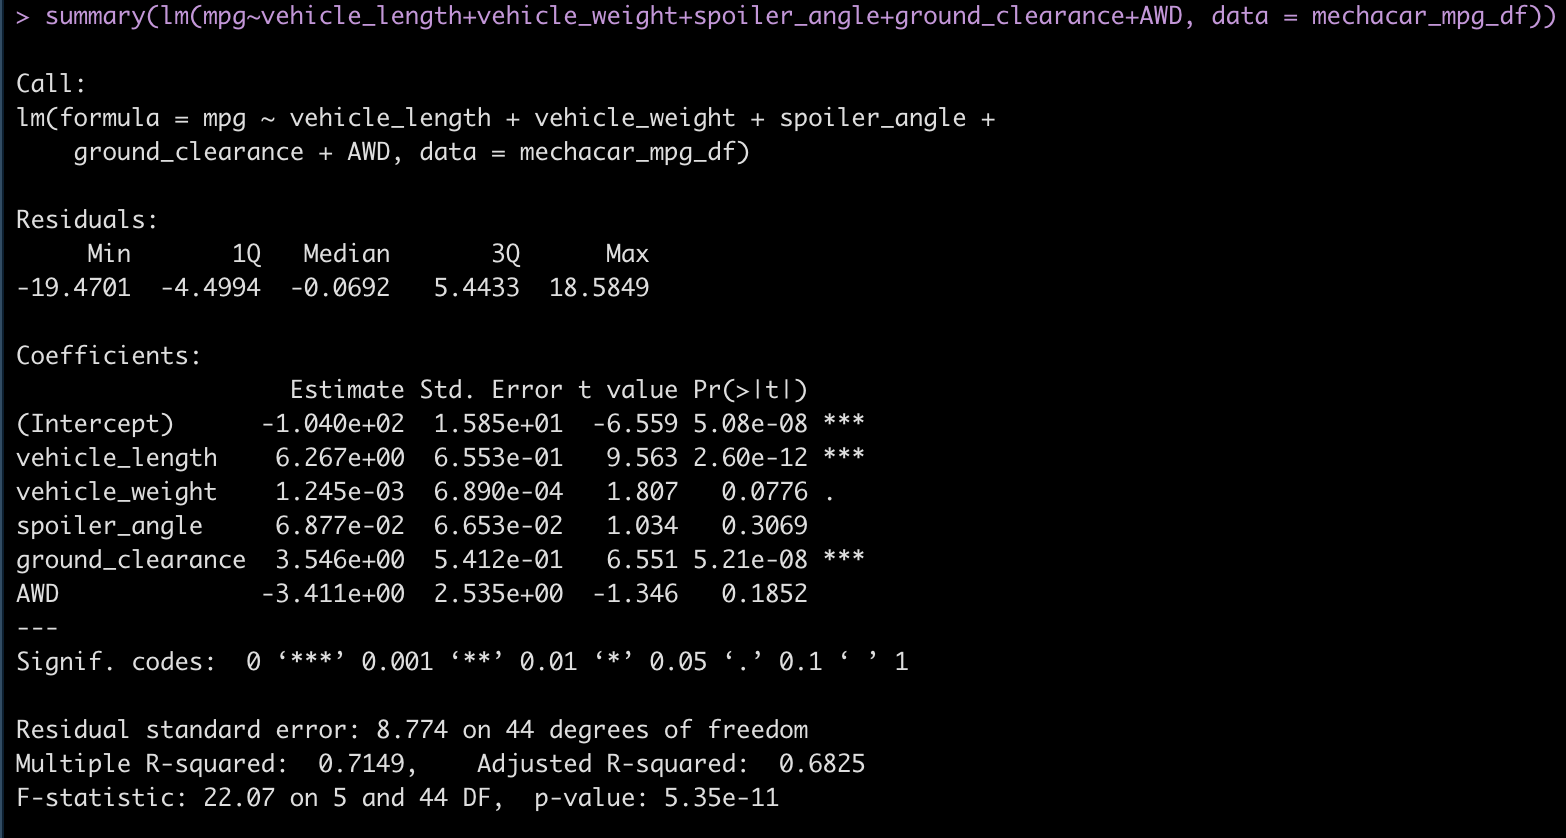 > summary(lm(mpg~vehicle_length+vehicle_weight+spoiler_angle+ground_clearance+AWD, data = mechacar_mpg_df))
Call:
lm(formula = mpg ~ vehicle_length + vehicle_weight + spoiler_angle +
    ground_clearance + AWD, data = mechacar_mpg_df)
Residuals:
     Min       1Q   Median       3Q      Max
-19.4701  -4.4994  -0.0692   5.4433  18.5849
Coefficients:
                   Estimate Std. Error t value Pr(>|t|)
(Intercept)      -1.040e+02  1.585e+01  -6.559 5.08e-08 ***
vehicle_length    6.267e+00  6.553e-01   9.563 2.60e-12 ***
vehicle_weight    1.245e-03  6.890e-04   1.807   0.0776 .
spoiler_angle     6.877e-02  6.653e-02   1.034   0.3069
ground_clearance  3.546e+00  5.412e-01   6.551 5.21e-08 ***
AWD              -3.411e+00  2.535e+00  -1.346   0.1852
---
Signif. codes:  0 ‘***’ 0.001 ‘**’ 0.01 ‘*’ 0.05 ‘.’ 0.1 ‘ ’ 1
Residual standard error: 8.774 on 44 degrees of freedom
Multiple R-squared:  0.7149,    Adjusted R-squared:  0.6825
F-statistic: 22.07 on 5 and 44 DF,  p-value: 5.35e-11